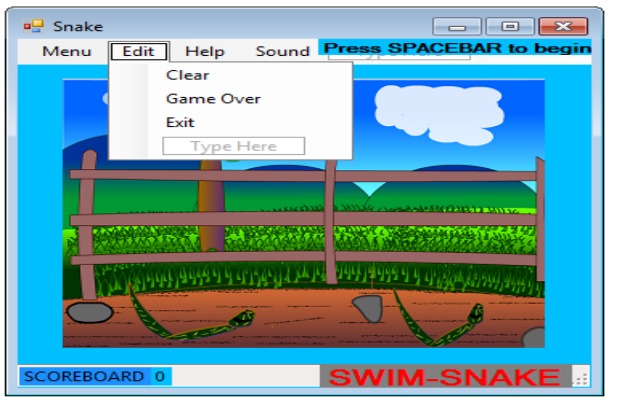 Snake
Menu Edit Help Sound Press SPACEBAR to begin
Clear
Game Over
Exit
Type Here
SCOREBOARD 0
SWIM-SNAKE